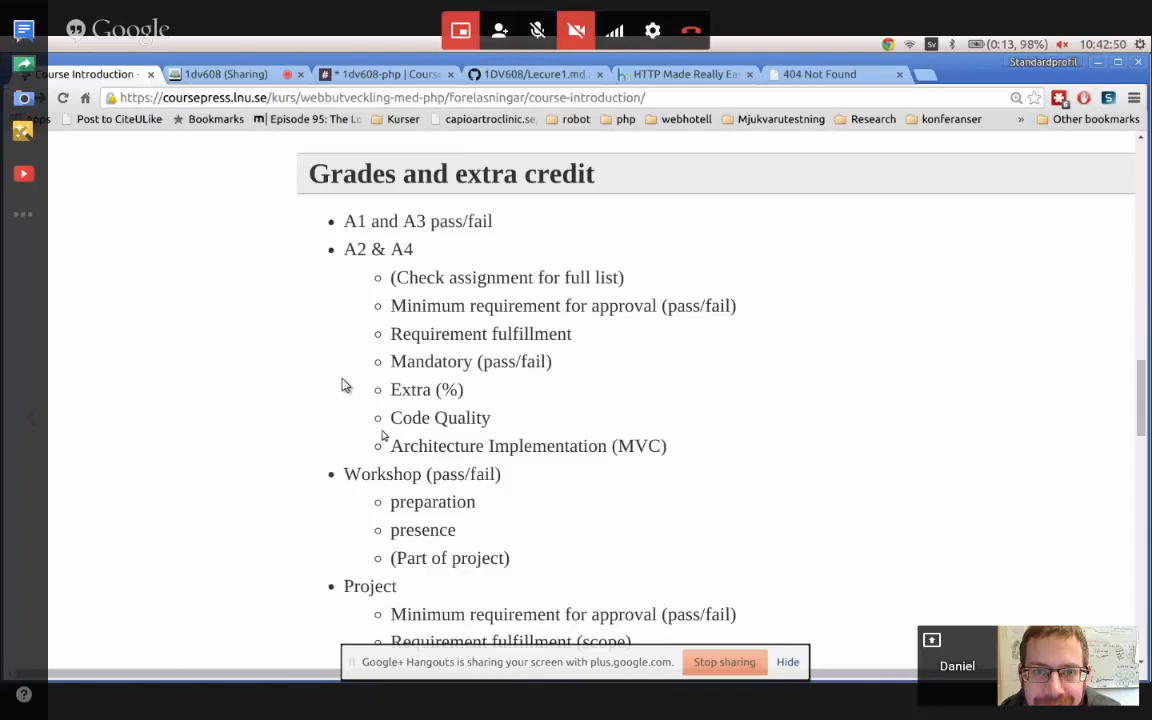 Google
Sv
(0:13, 98%)
10:42:50
Course Introduction -
1dv608 (Sharing)
* 1dv608-php | Cours
1DV608/Lecure1.md
HTTP Made Really Ea
404 Not Found
Standardprofil
https://coursepress.lnu.se/kurs/webbutveckling-med-php/forelasningar/course-introduction/
Apps
Post to CiteULike
Bookmarks
Episode 95: The Lo
Kurser
capioartroclinic.se,
robot
php
webhotell
Mjukvarutestning
Research
konferanser
»
Other bookmarks
Grades and extra credit
A1 and A3 pass/fail
A2 & A4
(Check assignment for full list)
Minimum requirement for approval (pass/fail)
Requirement fulfillment
Mandatory (pass/fail)
Extra (%)
Code Quality
Architecture Implementation (MVC)
Workshop (pass/fail)
preparation
presence
(Part of project)
Project
Minimum requirement for approval (pass/fail)
Requirement fulfillment (scope)
Google+ Hangouts is sharing your screen with plus.google.com.
Stop sharing
Hide
Daniel